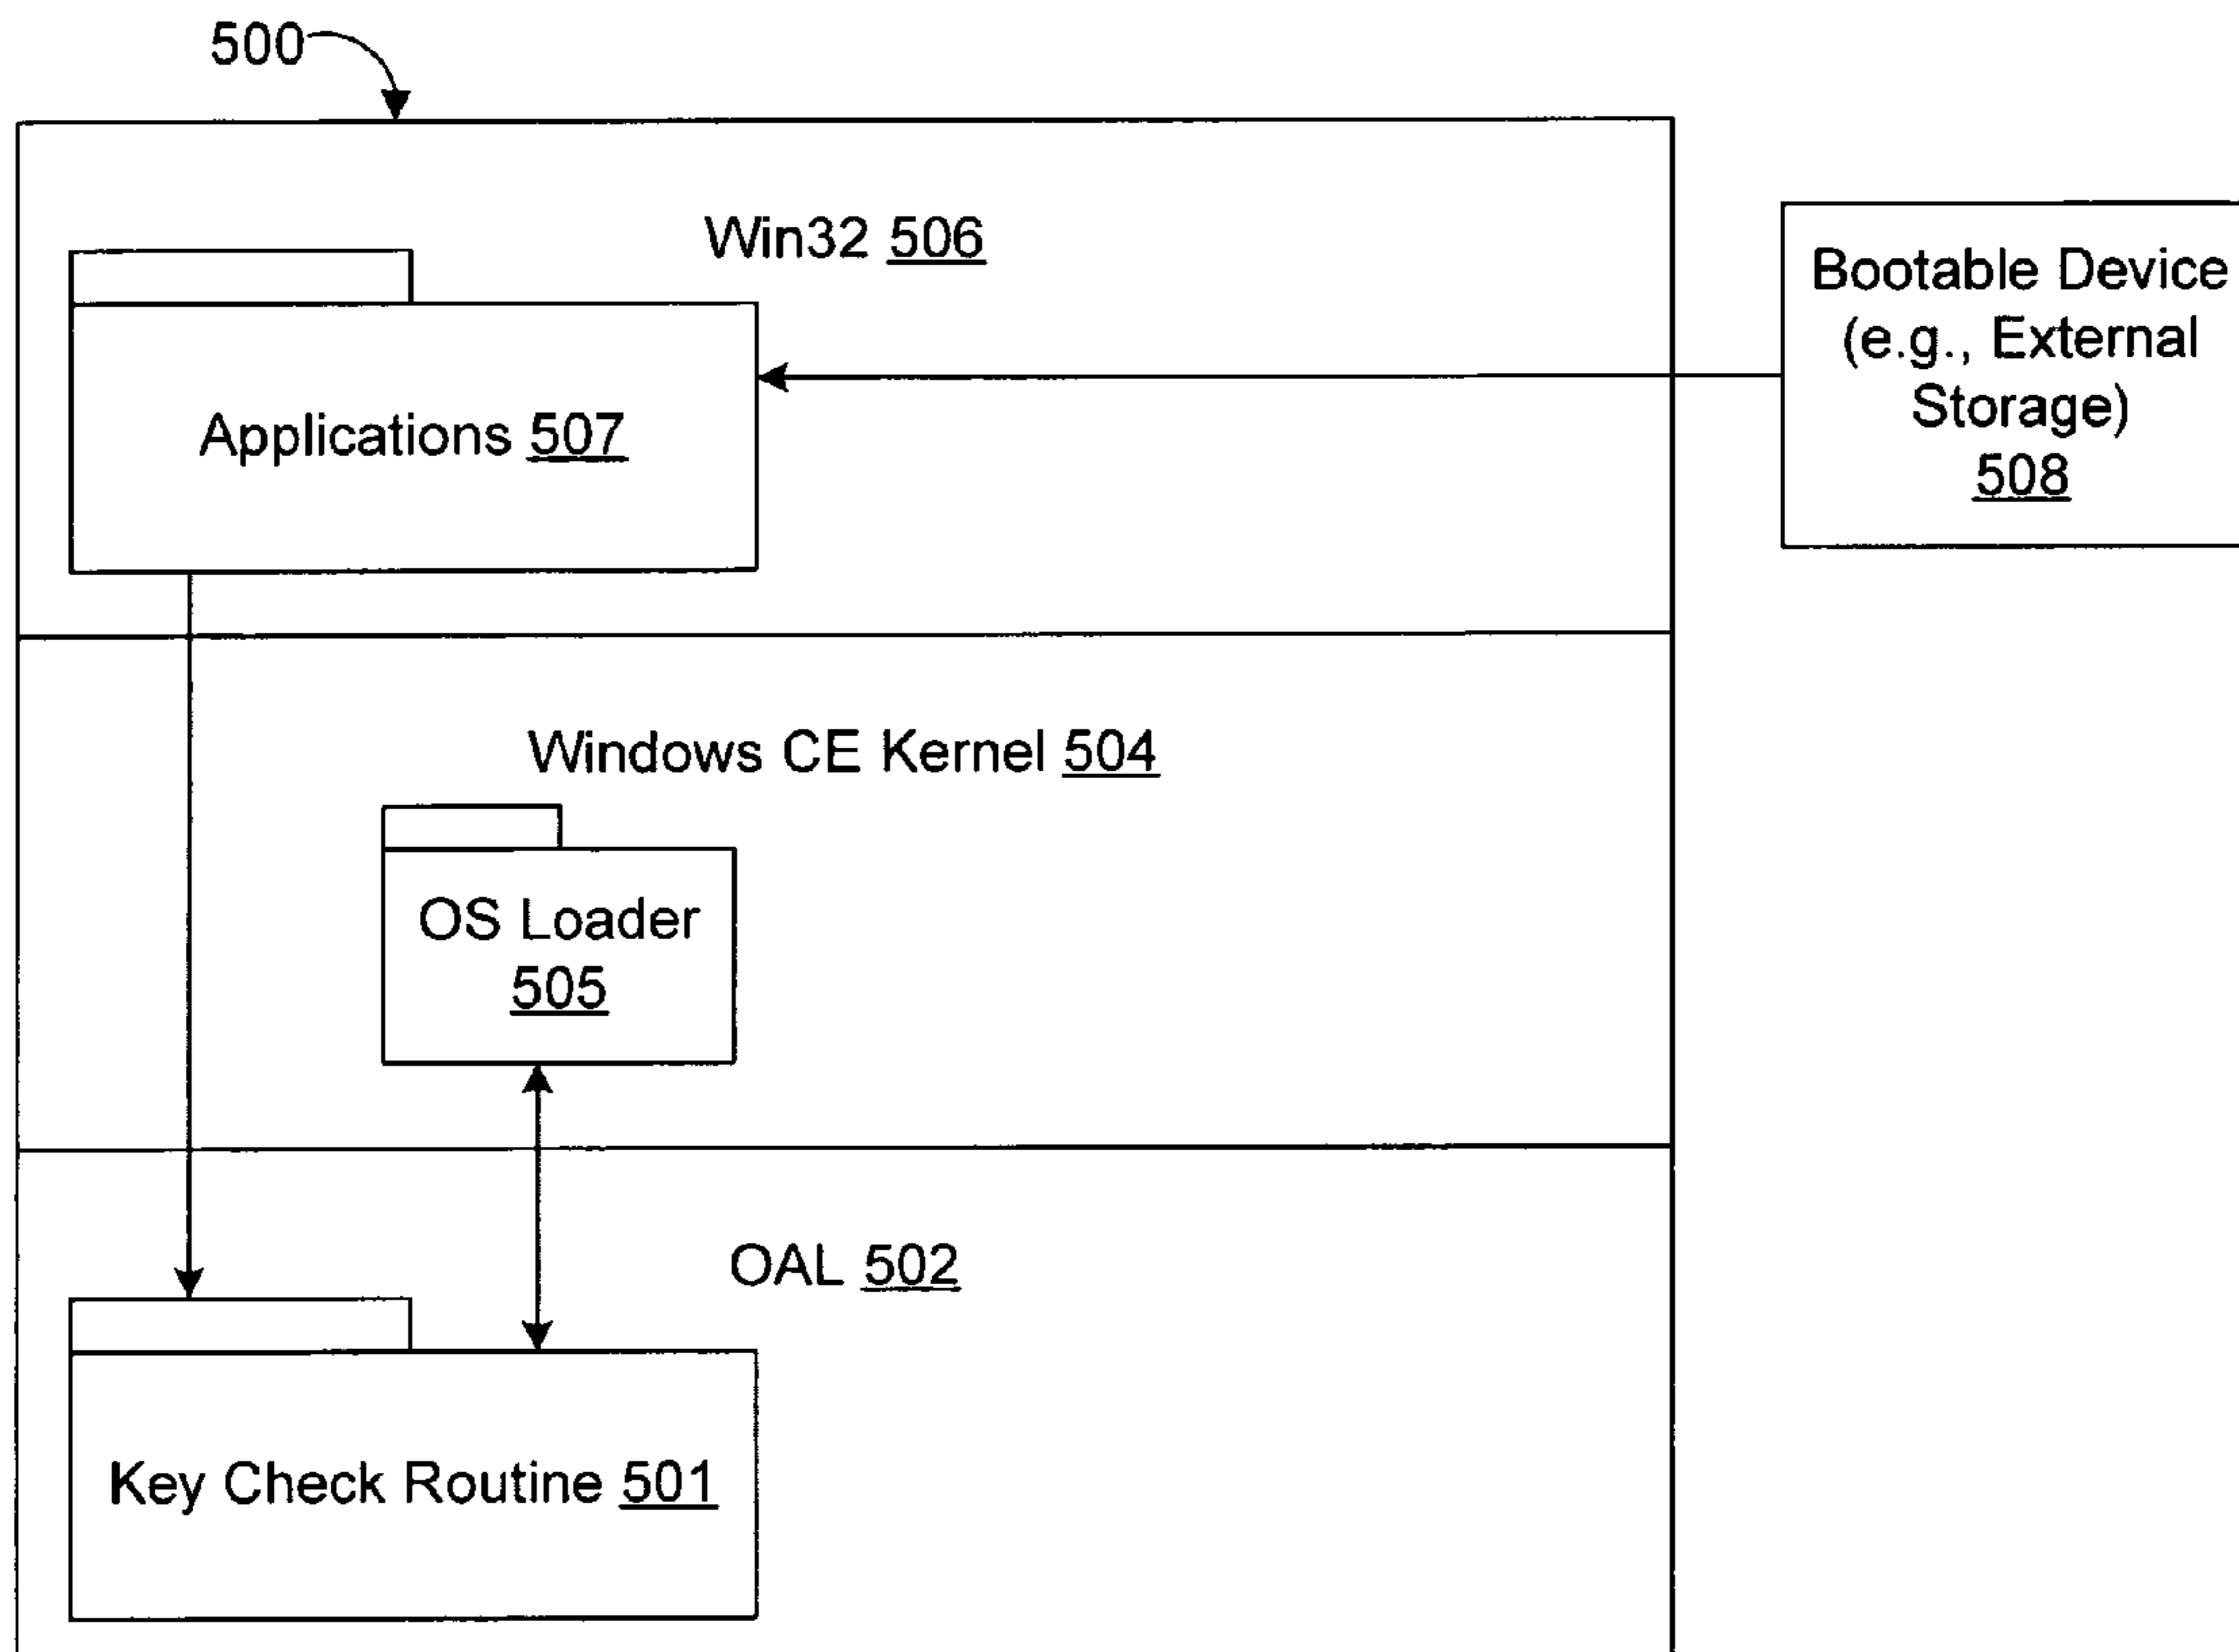 500
Win32 506
Bootable Device
(e.g., External
Storage)
508
Applications 507
Windows CE Kernel 504
OS Loader
505
OAL 502
Key Check Routine 501